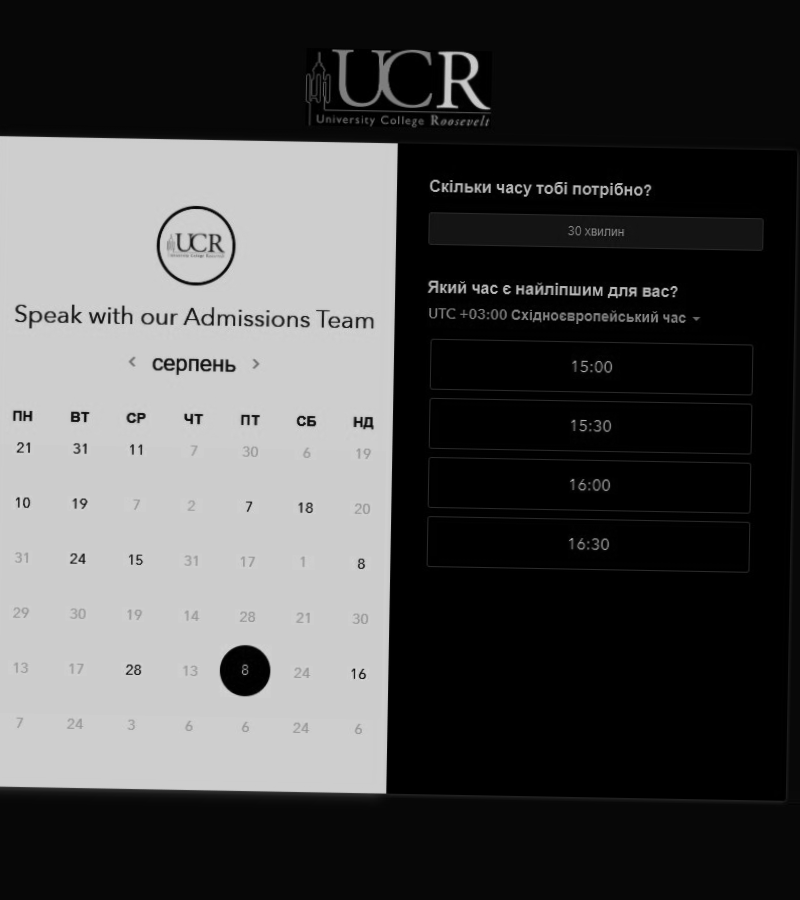 UCR
University College Roosevelt
UCR
University College Roosevelt
Speak with our Admissions Team
серпень
ПН ВТ СР ЧТ ПТ СБ НД
21 31 11 7 30 6 19
10 19 7 2 7 18 20
31 24 15 31 17 1 8
29 30 19 14 28 21 30
13 17 28 13 8 24 16
7 24 3 6 6 24 6
Скільки часу тобі потрібно?
30 хвилин
Який час є найліпшим для вас?
UTC +03:00 Східноєвропейський час
15:00
15:30
16:00
16:30